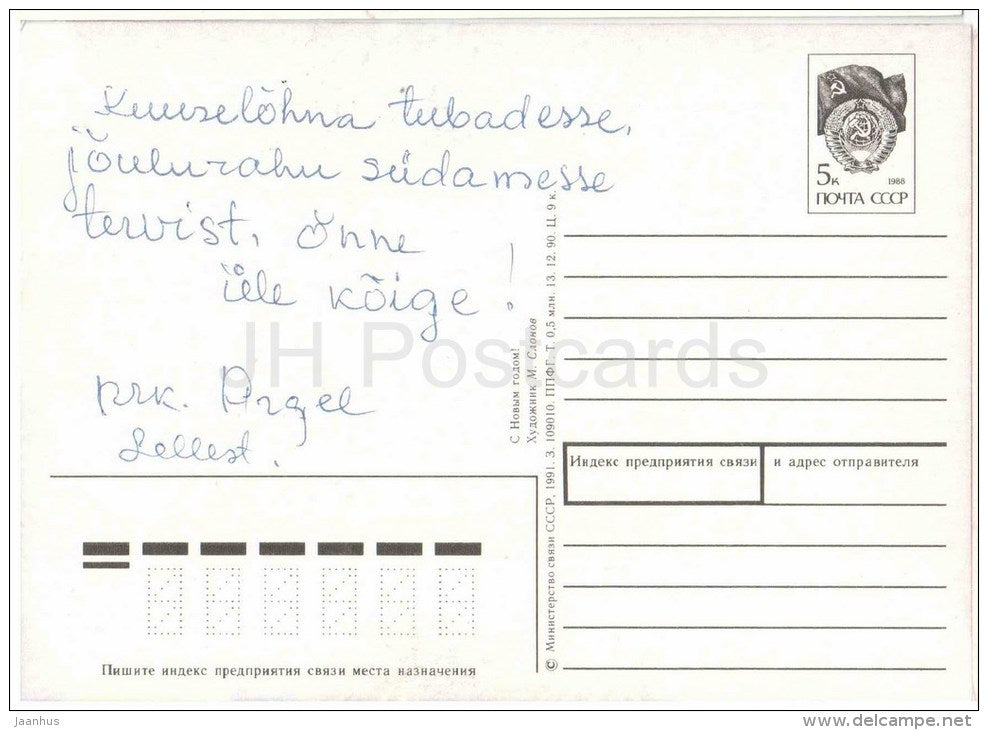 Kuuselõhna tubadesse,
jõulurahu südamesse
tervist, õnne
üle kõige!
prk. Argel
Lellest.
5к 1988
ПОЧТА СССР
С Новым годом!
Художник М. Слонов
© Министерство связи СССР, 1991. З. 109010. ППФГ. Т. 0,5 млн. 13. 12. 90. Ц. 9 к.
Индекс предприятия связи и адрес отправителя
Пишите индекс предприятия связи места назначения
JH Postcards
jaanhus
www.delcampe.net